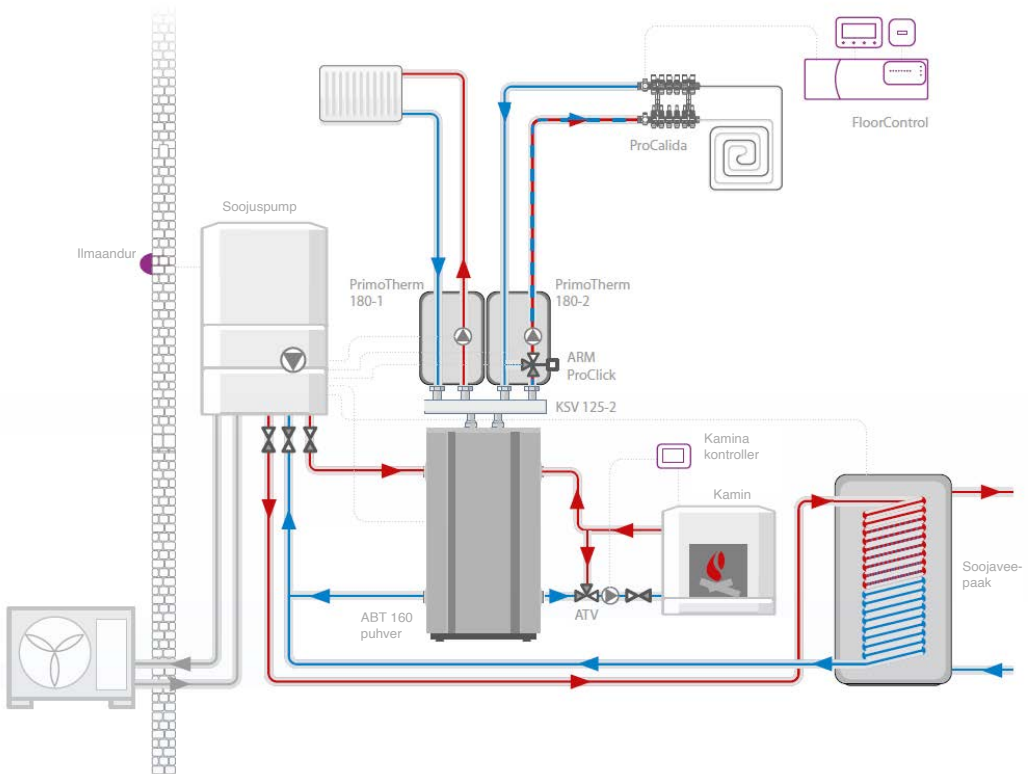 FloorControl
ProCalida
Soojuspump
Ilmaandur
PrimoTherm
180-1
PrimoTherm
180-2
ARM
ProClick
KSV 125-2
Kamina
kontroller
Kamin
Soojavee-
paak
ATV
ABT 160
puhver